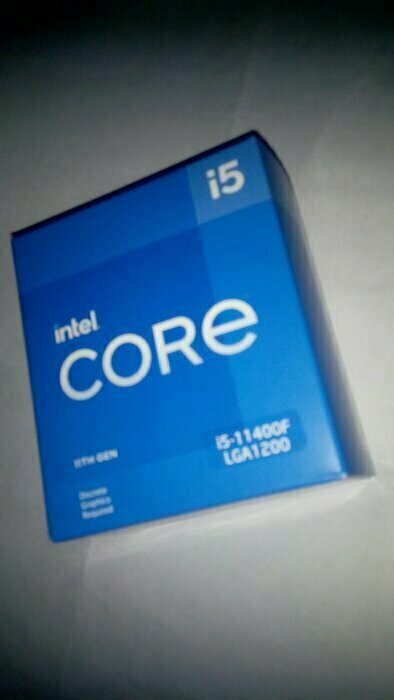 i5
intel
CORe
11TH GEN
i5-11400F
LGA1200
Discrete
Graphics
Required